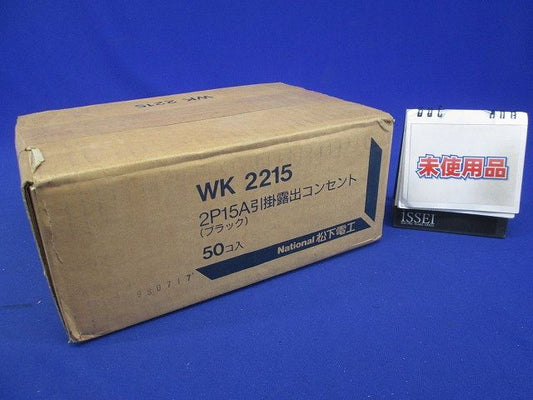 WK 2215
WK 2215
2P15A引掛露出コンセント
(ブラック)
50コ入
National 松下電工
未使用品
ISSEI